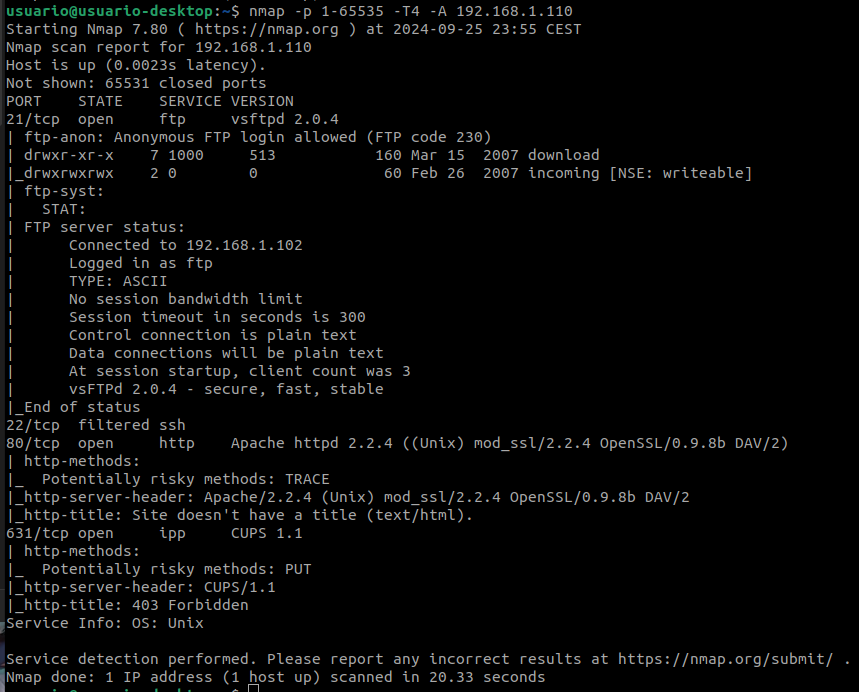 usuario@usuario-desktop:~$ nmap -p 1-65535 -T4 -A 192.168.1.110
Starting Nmap 7.80 ( https://nmap.org ) at 2024-09-25 23:55 CEST
Nmap scan report for 192.168.1.110
Host is up (0.0023s latency).
Not shown: 65531 closed ports
PORT    STATE    SERVICE VERSION
21/tcp  open     ftp     vsftpd 2.0.4
| ftp-anon: Anonymous FTP login allowed (FTP code 230)
| drwxr-xr-x    7 1000     513           160 Mar 15  2007 download
|_drwxrwxrwx    2 0        0              60 Feb 26  2007 incoming [NSE: writeable]
| ftp-syst:
|   STAT:
| FTP server status:
|      Connected to 192.168.1.102
|      Logged in as ftp
|      TYPE: ASCII
|      No session bandwidth limit
|      Session timeout in seconds is 300
|      Control connection is plain text
|      Data connections will be plain text
|      At session startup, client count was 3
|      vsFTPd 2.0.4 - secure, fast, stable
|_End of status
22/tcp  filtered ssh
80/tcp  open     http    Apache httpd 2.2.4 ((Unix) mod_ssl/2.2.4 OpenSSL/0.9.8b DAV/2)
| http-methods:
|_  Potentially risky methods: TRACE
|_http-server-header: Apache/2.2.4 (Unix) mod_ssl/2.2.4 OpenSSL/0.9.8b DAV/2
|_http-title: Site doesn't have a title (text/html).
631/tcp open     ipp     CUPS 1.1
| http-methods:
|_  Potentially risky methods: PUT
|_http-server-header: CUPS/1.1
|_http-title: 403 Forbidden
Service Info: OS: Unix
Service detection performed. Please report any incorrect results at https://nmap.org/submit/ .
Nmap done: 1 IP address (1 host up) scanned in 20.33 seconds